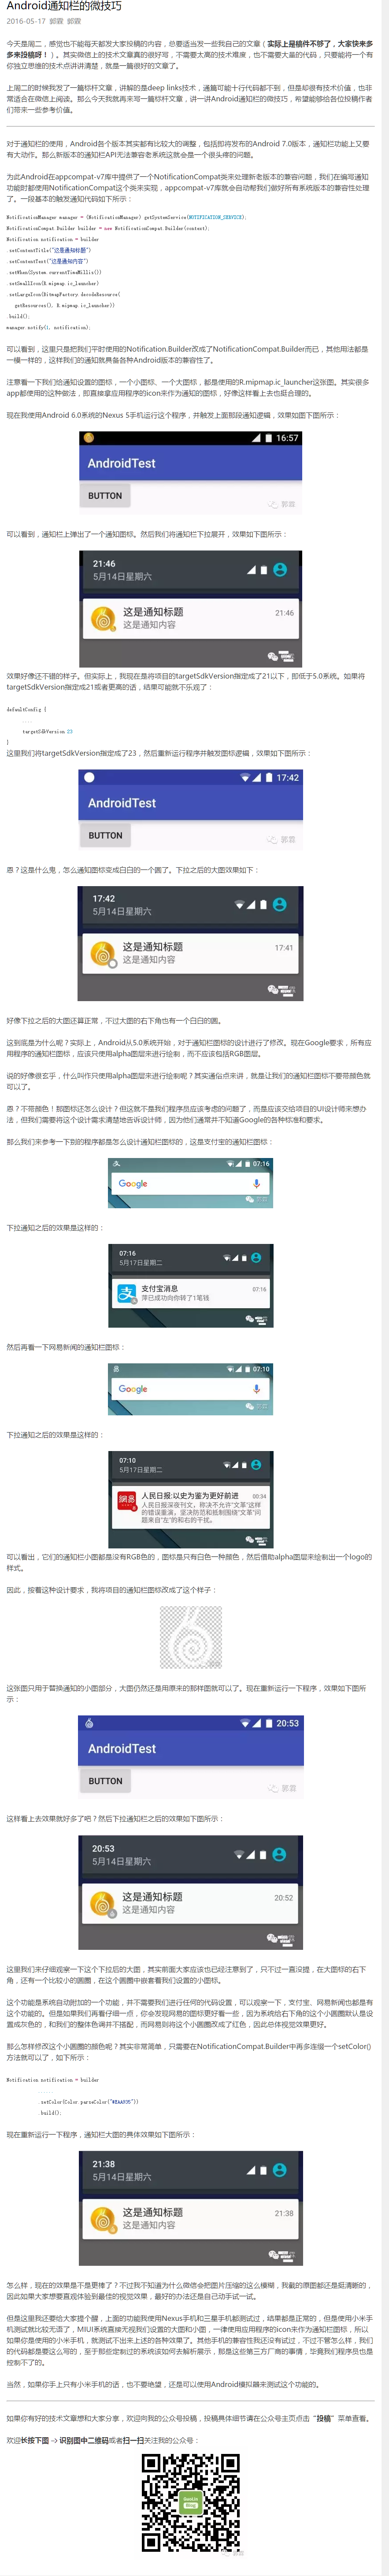 Android通知栏的微技巧
2016-05-17 郭霖 郭霖
今天是周二，感觉也不能每天都发大家投稿的内容，总要适当发一些我自己的文章（实际上是稿件不够了，大家快来多
多来投稿呀！）。其实微信上的技术文章真的很好写，不需要太高的技术难度，也不需要大量的代码，只要能将一个有
你独立思维的技术点讲讲清楚，就是一篇很好的文章了。
上周二的时候我发了一篇标杆文章，讲解的是deep links技术，通篇可能十行代码都不到，但是却很有技术价值，也非
常适合在微信上阅读。那么今天我就再来写一篇标杆文章，讲一讲Android通知栏的微技巧，希望能够给各位投稿作者
们带来一些参考价值。
对于通知栏的使用，Android各个版本其实都有比较大的调整，包括即将发布的Android 7.0版本，通知栏功能上又要
有大动作。那么新版本的通知栏API无法兼容老系统这就会是一个很头疼的问题。
为此Android在appcompat-v7库中提供了一个NotificationCompat类来处理新老版本的兼容问题，我们在编写通知
功能时都使用NotificationCompat这个类来实现，appcompat-v7库就会自动帮我们做好所有系统版本的兼容性处理
了。一段基本的触发通知代码如下所示：
NotificationManager manager = (NotificationManager) getSystemService(NOTIFICATION_SERVICE);
NotificationCompat.Builder builder = new NotificationCompat.Builder(context);
Notification notification = builder
.setContentTitle("这是通知标题")
.setContentText("这是通知内容")
.setWhen(System.currentTimeMillis())
.setSmallIcon(R.mipmap.ic_launcher)
.setLargeIcon(BitmapFactory.decodeResource(
getResources(), R.mipmap.ic_launcher))
.build();
manager.notify(1, notification);
可以看到，这里只是把我们平时使用的Notification.Builder改成了NotificationCompat.Builder而已，其他用法都是
一模一样的，这样我们的通知就具备各种Android版本的兼容性了。
注意看一下我们给通知设置的图标，一个小图标、一个大图标，都是使用的R.mipmap.ic_launcher这张图。其实很多
app都使用的这种做法，即直接拿应用程序的icon来作为通知的图标，好像这样看上去也挺合理的。
现在我使用Android 6.0系统的Nexus 5手机运行这个程序，并触发上面那段通知逻辑，效果如图下图所示：
16:57
AndroidTest
BUTTON
郭霖
可以看到，通知栏上弹出了一个通知图标。然后我们将通知栏下拉展开，效果如下图所示：
21:46
5月14日星期六
这是通知标题
21:46
这是通知内容
效果好像还不错的样子。但实际上，我现在是将项目的targetSdkVersion指定成了21以下，即低于5.0系统。如果将
targetSdkVersion指定成21或者更高的话，结果可能就不乐观了：
defaultConfig {
....
targetSdkVersion 23
}
这里我们将targetSdkVersion指定成了23，然后重新运行程序并触发图标逻辑，效果如下图所示：
17:42
AndroidTest
BUTTON
郭霖
恩？这是什么鬼，怎么通知图标变成白白的一个圆了。下拉之后的大图效果如下：
17:42
5月14日星期六
这是通知标题
17:41
这是通知内容
好像下拉之后的大图还算正常，不过大图的右下角也有一个白白的圆。
这到底是为什么呢？实际上，Android从5.0系统开始，对于通知栏图标的设计进行了修改。现在Google要求，所有应
用程序的通知栏图标，应该只使用alpha图层来进行绘制，而不应该包括RGB图层。
说的好像很玄乎，什么叫作只使用alpha图层来进行绘制呢？其实通俗点来讲，就是让我们的通知栏图标不要带颜色就
可以了。
恩？不带颜色！那图标还怎么设计？但这就不是我们程序员应该考虑的问题了，而是应该交给项目的UI设计师来想办
法，但我们需要将这个设计需求清楚地告诉设计师，因为他们通常并不知道Google的各种标准和要求。
那么我们来参考一下别的程序都是怎么设计通知栏图标的，这是支付宝的通知栏图标：
07:16
Google
下拉通知之后的效果是这样的：
07:16
5月17日星期二
支付宝消息
07:16
萍已成功向你转了1笔钱
然后再看一下网易新闻的通知栏图标：
易
07:10
Google
下拉通知之后的效果是这样的：
07:10
5月17日星期二
人民日报:以史为鉴为更好前进
00:34
人民日报深夜刊文，称决不允许"文革"这样
的错误重演，坚决防范和抵制围绕"文革"问
题来自"左"的和右的干扰。
可以看出，它们的通知栏小图都是没有RGB色的，图标是只有白色一种颜色，然后借助alpha图层来绘制出一个logo的
样式。
因此，按着这种设计要求，我将项目的通知栏图标改成了这个样子：
这张图只用于替换通知的小图部分，大图仍然还是用原来的那样图就可以了。现在重新运行一下程序，效果如下图所
示：
20:53
AndroidTest
BUTTON
郭霖
这样看上去效果就好多了吧？然后下拉通知栏之后的效果如下图所示：
20:53
5月14日星期六
这是通知标题
20:52
这是通知内容
这里我们来仔细观察一下这个下拉后的大图，其实前面大家应该也已经注意到了，只不过一直没提，在大图标的右下
角，还有一个比较小的圆圈，在这个圆圈中嵌套着我们设置的小图标。
这个功能是系统自动附加的一个功能，并不需要我们进行任何的代码设置，可以观察一下，支付宝、网易新闻也都是有
这个功能的。但是如果我们再看仔细一点，你会发现网易的图标更好看一些，因为系统给右下角的这个小圆圈默认是设
置成灰色的，和我们的整体色调并不搭配，而网易则将这个小圆圈改成了红色，因此总体视觉效果更好。
那么怎样修改这个小圆圈的颜色呢？其实非常简单，只需要在NotificationCompat.Builder中再多连缀一个setColor()
方法就可以了，如下所示：
Notification notification = builder
......
.setColor(Color.parseColor("#EAA935"))
.build();
现在重新运行一下程序，通知栏大图的具体效果如下图所示：
21:38
5月14日星期六
这是通知标题
21:38
这是通知内容
怎么样，现在的效果是不是更棒了？不过我不知道为什么微信会把图片压缩的这么模糊，我截的原图都还是挺清晰的，
因此如果大家想要直观体验到最佳的视觉效果，最好的办法还是自己动手试一试。
但是这里我还要给大家提个醒，上面的功能我使用Nexus手机和三星手机都测试过，结果都是正常的，但是使用小米手
机测试就比较无语了，MIUI系统直接无视我们设置的大图和小图，一律使用应用程序的icon来作为通知栏图标，所以
如果你是使用的小米手机，就测试不出来上述的各种效果了。其他手机的兼容性我还没有试过，不过不管怎么样，我们
的代码都是要这么写的，至于那些定制过的系统该如何去解析展示，那是这些第三方厂商的事情，毕竟我们程序员也是
控制不了的。
当然，如果你手上只有小米手机的话，也不要绝望，还是可以使用Android模拟器来测试这个功能的。
如果你有好的技术文章想和大家分享，欢迎向我的公众号投稿，投稿具体细节请在公众号主页点击“投稿”菜单查看。
欢迎长按下图 -> 识别图中二维码或者扫一扫关注我的公众号：